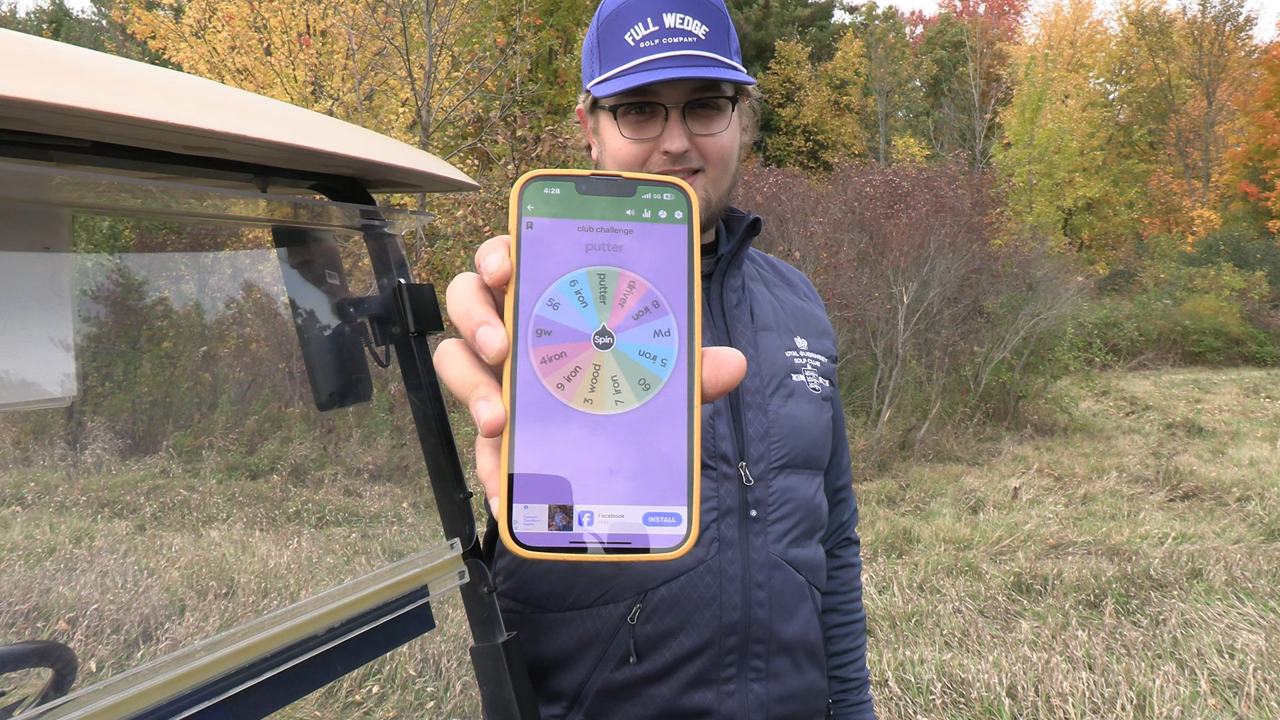 FULL WEDGE
GOLF COMPANY
4:28
5G
club challenge
putter
putter
driver
8 iron
PW
5 iron
60
7 iron
3 wood
9 iron
4iron
gw
56
6 iron
Spin
Facebook
INSTALL
GOLF CLUB